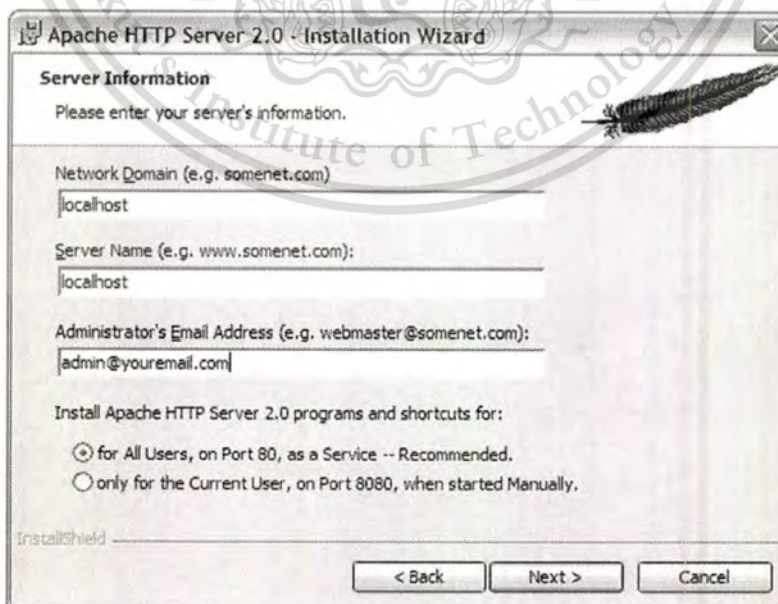 Apache HTTP Server 2.0 - Installation Wizard
Server Information
Please enter your server's information.
Institute of Technology
Network Domain (e.g. somenet.com)
localhost
Server Name (e.g. www.somenet.com):
localhost
Administrator's Email Address (e.g. webmaster@somenet.com):
admin@youremail.com
Install Apache HTTP Server 2.0 programs and shortcuts for:
for All Users, on Port 80, as a Service -- Recommended.
only for the Current User, on Port 8080, when started Manually.
InstallShield
< Back
Next >
Cancel